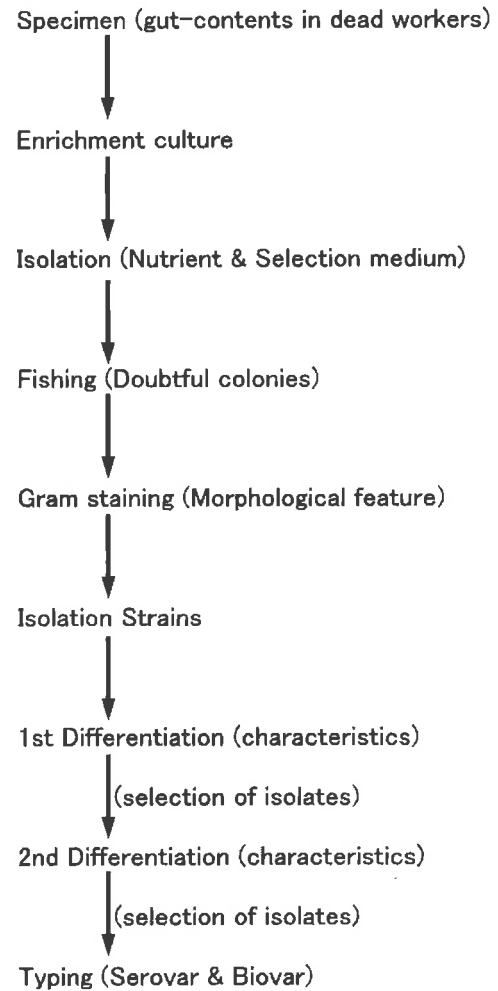 Specimen (gut-contents in dead workers)
Enrichment culture
Isolation (Nutrient & Selection medium)
Fishing (Doubtful colonies)
Gram staining (Morphological feature)
Isolation Strains
1st Differentiation (characteristics)
(selection of isolates)
2nd Differentiation (characteristics)
(selection of isolates)
Typing (Serovar & Biovar)